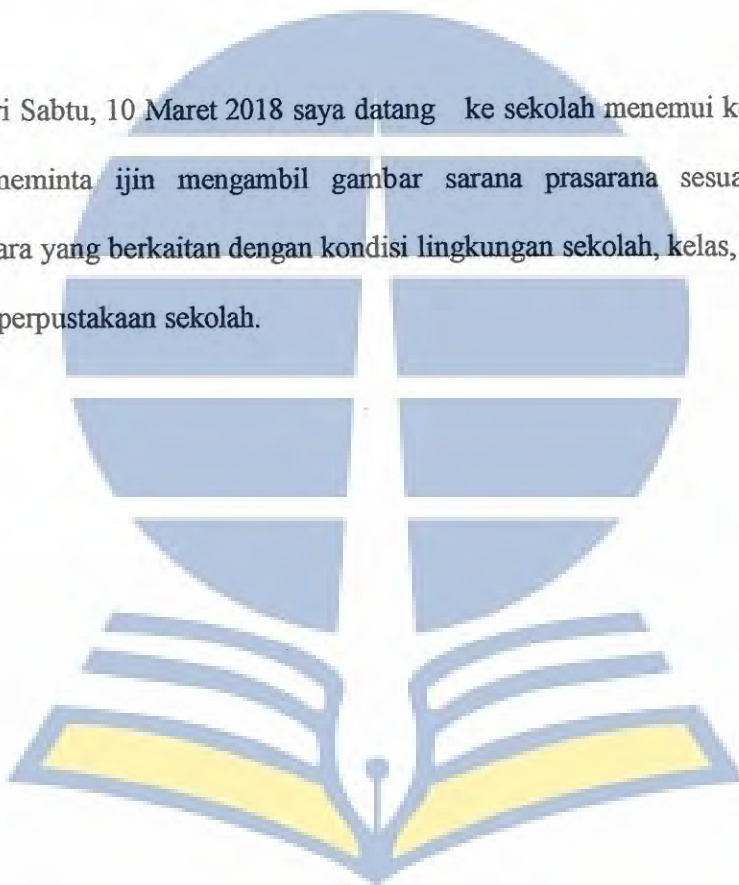 ri Sabtu, 10 Maret 2018 saya datang ke sekolah menemui k
neminta ijin mengambil gambar sarana prasarana sesua
ara yang berkaitan dengan kondisi lingkungan sekolah, kelas,
perpustakaan sekolah.